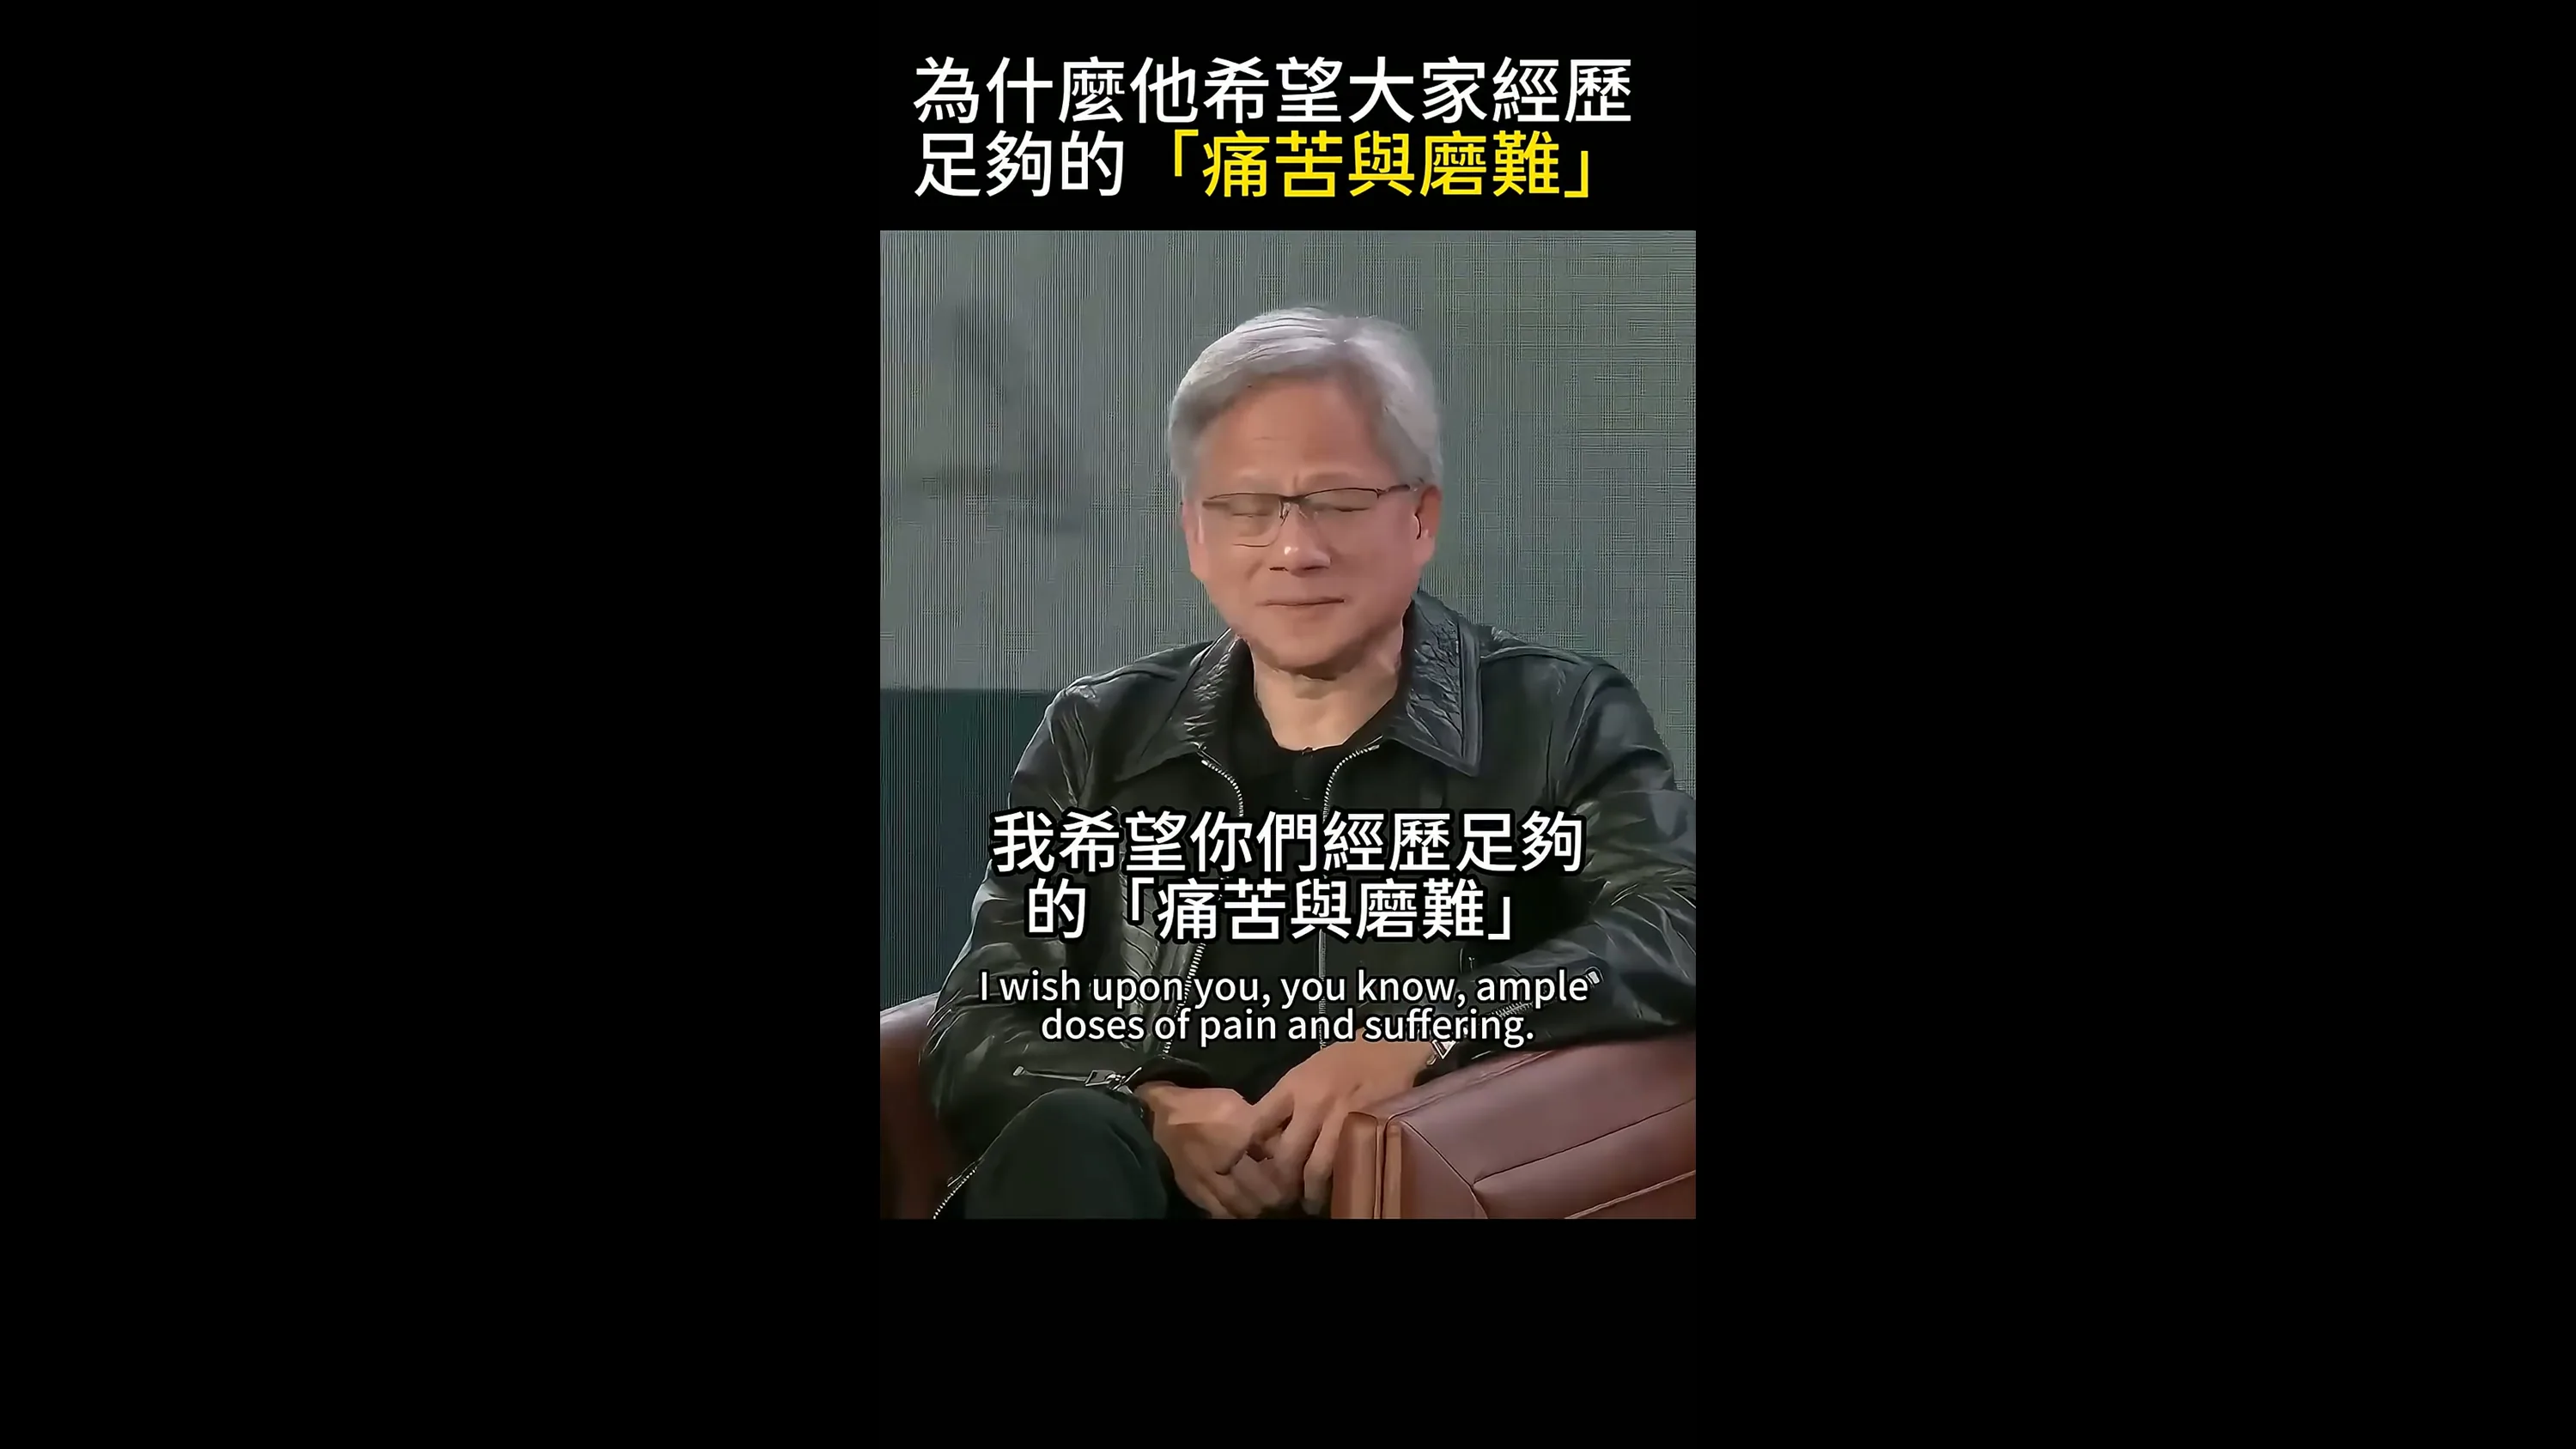 為什麼他希望大家經歷
足夠的「痛苦與磨難」
我希望你們經歷足夠
的「痛苦與磨難」
I wish upon you, you know, ample
doses of pain and suffering.